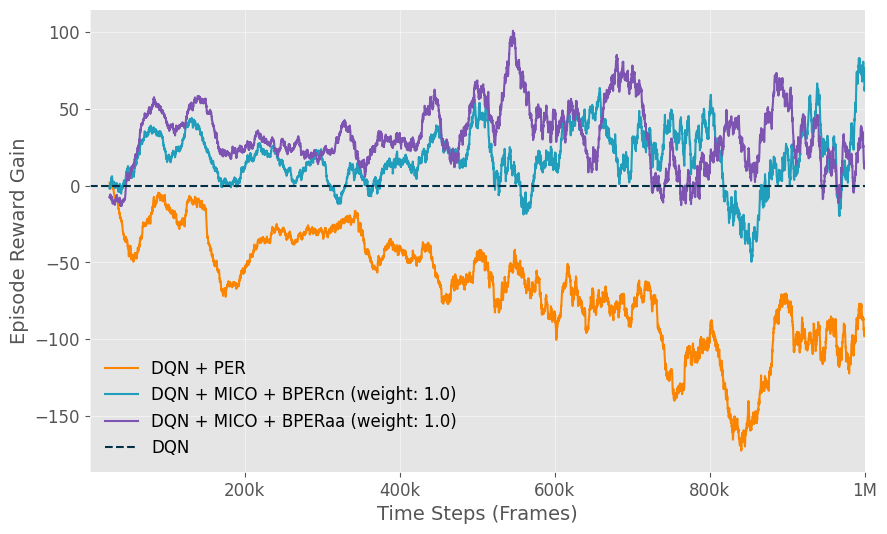 Episode Reward Gain
100
50
0
−50
−100
−150
DQN + PER
DQN + MICO + BPERcn (weight: 1.0)
DQN + MICO + BPERaa (weight: 1.0)
DQN
200k
400k
600k
800k
1M
Time Steps (Frames)